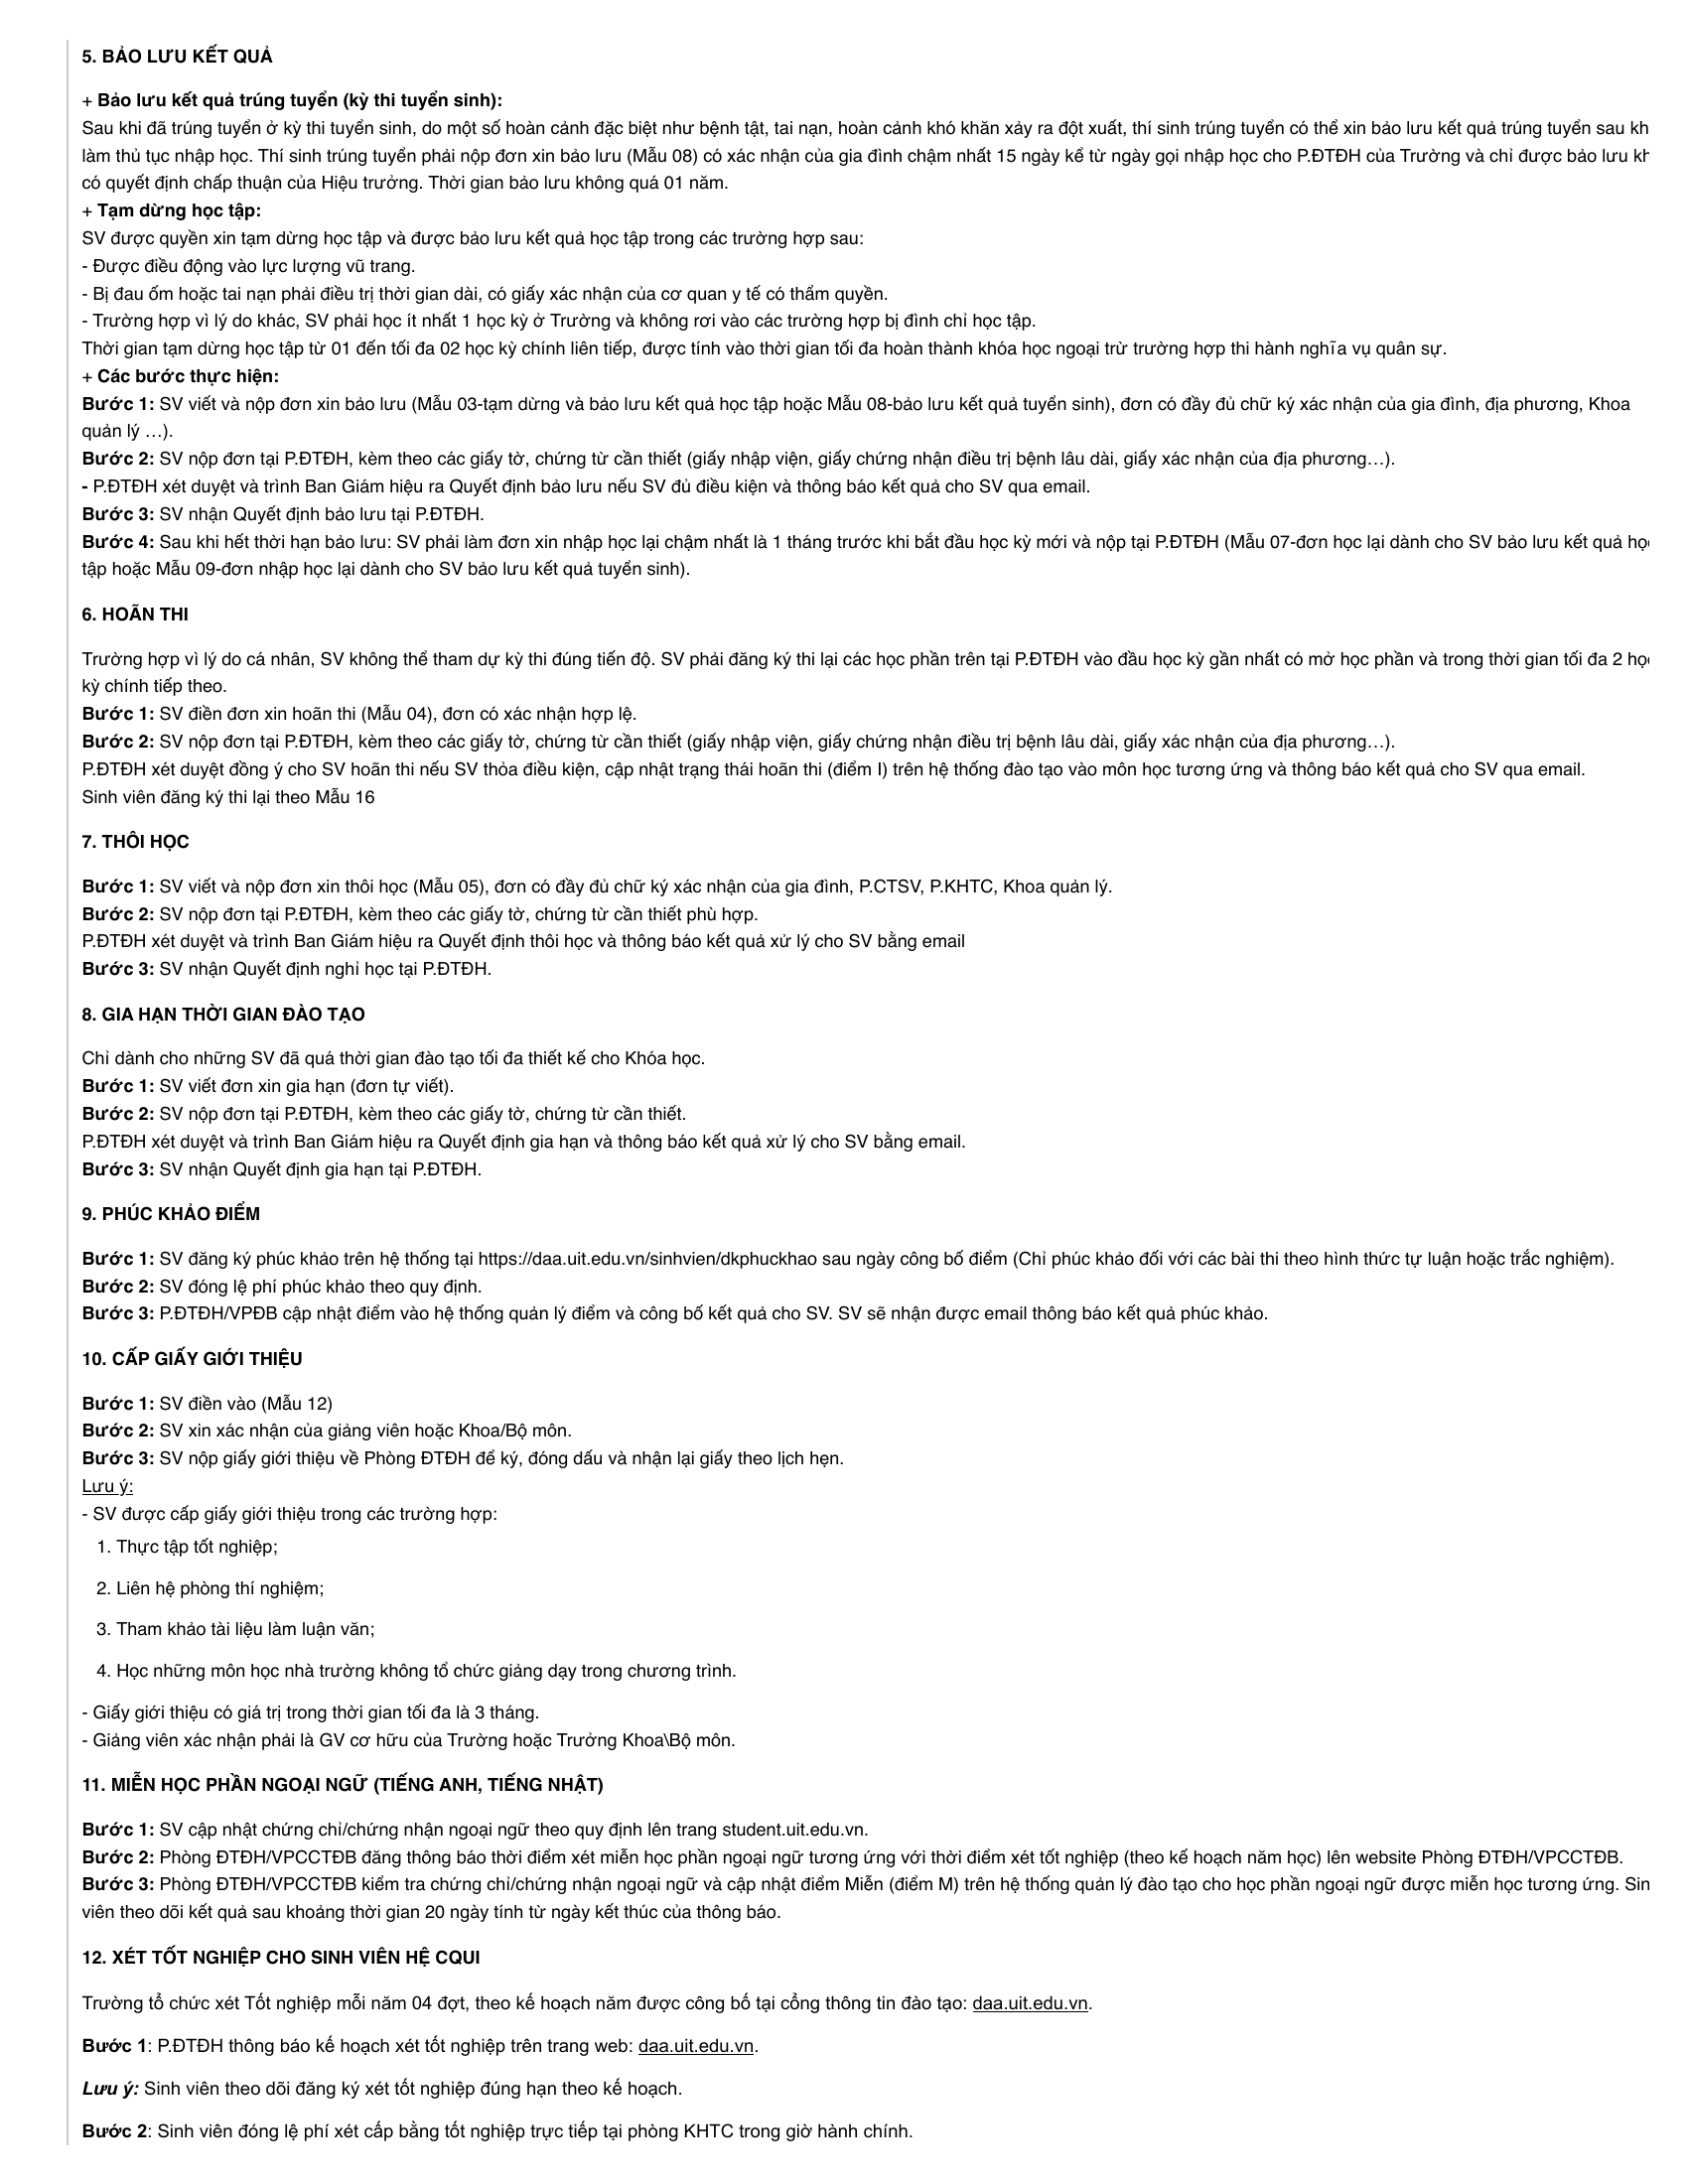 5. BẢO LƯU KẾT QUẢ
+ Bảo lưu kết quả trúng tuyển (kỳ thi tuyển sinh):
Sau khi đã trúng tuyển ở kỳ thi tuyển sinh, do một số hoàn cảnh đặc biệt như bệnh tật, tai nạn, hoàn cảnh khó khăn xảy ra đột xuất, thí sinh trúng tuyển có thể xin bảo lưu kết quả trúng tuyển sau kh
làm thủ tục nhập học. Thí sinh trúng tuyển phải nộp đơn xin bảo lưu (Mẫu 08) có xác nhận của gia đình chậm nhất 15 ngày kể từ ngày gọi nhập học cho P.ĐTĐH của Trường và chỉ được bảo lưu kh
có quyết định chấp thuận của Hiệu trưởng. Thời gian bảo lưu không quá 01 năm.
+ Tạm dừng học tập:
SV được quyền xin tạm dừng học tập và được bảo lưu kết quả học tập trong các trường hợp sau:
- Được điều động vào lực lượng vũ trang.
- Bị đau ốm hoặc tai nạn phải điều trị thời gian dài, có giấy xác nhận của cơ quan y tế có thẩm quyền.
- Trường hợp vì lý do khác, SV phải học ít nhất 1 học kỳ ở Trường và không rơi vào các trường hợp bị đình chỉ học tập.
Thời gian tạm dừng học tập từ 01 đến tối đa 02 học kỳ chính liên tiếp, được tính vào thời gian tối đa hoàn thành khóa học ngoại trừ trường hợp thi hành nghĩa vụ quân sự.
+ Các bước thực hiện:
Bước 1: SV viết và nộp đơn xin bảo lưu (Mẫu 03-tạm dừng và bảo lưu kết quả học tập hoặc Mẫu 08-bảo lưu kết quả tuyển sinh), đơn có đầy đủ chữ ký xác nhận của gia đình, địa phương, Khoa
quản lý …).
Bước 2: SV nộp đơn tại P.ĐTĐH, kèm theo các giấy tờ, chứng từ cần thiết (giấy nhập viện, giấy chứng nhận điều trị bệnh lâu dài, giấy xác nhận của địa phương…).
- P.ĐTĐH xét duyệt và trình Ban Giám hiệu ra Quyết định bảo lưu nếu SV đủ điều kiện và thông báo kết quả cho SV qua email.
Bước 3: SV nhận Quyết định bảo lưu tại P.ĐTĐH.
Bước 4: Sau khi hết thời hạn bảo lưu: SV phải làm đơn xin nhập học lại chậm nhất là 1 tháng trước khi bắt đầu học kỳ mới và nộp tại P.ĐTĐH (Mẫu 07-đơn học lại dành cho SV bảo lưu kết quả học
tập hoặc Mẫu 09-đơn nhập học lại dành cho SV bảo lưu kết quả tuyển sinh).
6. HOÃN THI
Trường hợp vì lý do cá nhân, SV không thể tham dự kỳ thi đúng tiến độ. SV phải đăng ký thi lại các học phần trên tại P.ĐTĐH vào đầu học kỳ gần nhất có mở học phần và trong thời gian tối đa 2 học
kỳ chính tiếp theo.
Bước 1: SV điền đơn xin hoãn thi (Mẫu 04), đơn có xác nhận hợp lệ.
Bước 2: SV nộp đơn tại P.ĐTĐH, kèm theo các giấy tờ, chứng từ cần thiết (giấy nhập viện, giấy chứng nhận điều trị bệnh lâu dài, giấy xác nhận của địa phương…).
P.ĐTĐH xét duyệt đồng ý cho SV hoãn thi nếu SV thỏa điều kiện, cập nhật trạng thái hoãn thi (điểm I) trên hệ thống đào tạo vào môn học tương ứng và thông báo kết quả cho SV qua email.
Sinh viên đăng ký thi lại theo Mẫu 16
7. THÔI HỌC
Bước 1: SV viết và nộp đơn xin thôi học (Mẫu 05), đơn có đầy đủ chữ ký xác nhận của gia đình, P.CTSV, P.KHTC, Khoa quản lý.
Bước 2: SV nộp đơn tại P.ĐTĐH, kèm theo các giấy tờ, chứng từ cần thiết phù hợp.
P.ĐTĐH xét duyệt và trình Ban Giám hiệu ra Quyết định thôi học và thông báo kết quả xử lý cho SV bằng email
Bước 3: SV nhận Quyết định nghỉ học tại P.ĐTĐH.
8. GIA HẠN THỜI GIAN ĐÀO TẠO
Chỉ dành cho những SV đã quá thời gian đào tạo tối đa thiết kế cho Khóa học.
Bước 1: SV viết đơn xin gia hạn (đơn tự viết).
Bước 2: SV nộp đơn tại P.ĐTĐH, kèm theo các giấy tờ, chứng từ cần thiết.
P.ĐTĐH xét duyệt và trình Ban Giám hiệu ra Quyết định gia hạn và thông báo kết quả xử lý cho SV bằng email.
Bước 3: SV nhận Quyết định gia hạn tại P.ĐTĐH.
9. PHÚC KHẢO ĐIỂM
Bước 1: SV đăng ký phúc khảo trên hệ thống tại https://daa.uit.edu.vn/sinhvien/dkphuckhao sau ngày công bố điểm (Chỉ phúc khảo đối với các bài thi theo hình thức tự luận hoặc trắc nghiệm).
Bước 2: SV đóng lệ phí phúc khảo theo quy định.
Bước 3: P.ĐTĐH/VPĐB cập nhật điểm vào hệ thống quản lý điểm và công bố kết quả cho SV. SV sẽ nhận được email thông báo kết quả phúc khảo.
10. CẤP GIẤY GIỚI THIỆU
Bước 1: SV điền vào (Mẫu 12)
Bước 2: SV xin xác nhận của giảng viên hoặc Khoa/Bộ môn.
Bước 3: SV nộp giấy giới thiệu về Phòng ĐTĐH để ký, đóng dấu và nhận lại giấy theo lịch hẹn.
Lưu ý:
- SV được cấp giấy giới thiệu trong các trường hợp:
1. Thực tập tốt nghiệp;
2. Liên hệ phòng thí nghiệm;
3. Tham khảo tài liệu làm luận văn;
4. Học những môn học nhà trường không tổ chức giảng dạy trong chương trình.
- Giấy giới thiệu có giá trị trong thời gian tối đa là 3 tháng.
- Giảng viên xác nhận phải là GV cơ hữu của Trường hoặc Trưởng Khoa\Bộ môn.
11. MIỄN HỌC PHẦN NGOẠI NGỮ (TIẾNG ANH, TIẾNG NHẬT)
Bước 1: SV cập nhật chứng chỉ/chứng nhận ngoại ngữ theo quy định lên trang student.uit.edu.vn.
Bước 2: Phòng ĐTĐH/VPCCTĐB đăng thông báo thời điểm xét miễn học phần ngoại ngữ tương ứng với thời điểm xét tốt nghiệp (theo kế hoạch năm học) lên website Phòng ĐTĐH/VPCCTĐB.
Bước 3: Phòng ĐTĐH/VPCCTĐB kiểm tra chứng chỉ/chứng nhận ngoại ngữ và cập nhật điểm Miễn (điểm M) trên hệ thống quản lý đào tạo cho học phần ngoại ngữ được miễn học tương ứng. Sin
viên theo dõi kết quả sau khoảng thời gian 20 ngày tính từ ngày kết thúc của thông báo.
12. XÉT TỐT NGHIỆP CHO SINH VIÊN HỆ CQUI
Trường tổ chức xét Tốt nghiệp mỗi năm 04 đợt, theo kế hoạch năm được công bố tại cổng thông tin đào tạo: daa.uit.edu.vn.
Bước 1: P.ĐTĐH thông báo kế hoạch xét tốt nghiệp trên trang web: daa.uit.edu.vn.
Lưu ý: Sinh viên theo dõi đăng ký xét tốt nghiệp đúng hạn theo kế hoạch.
Bước 2: Sinh viên đóng lệ phí xét cấp bằng tốt nghiệp trực tiếp tại phòng KHTC trong giờ hành chính.